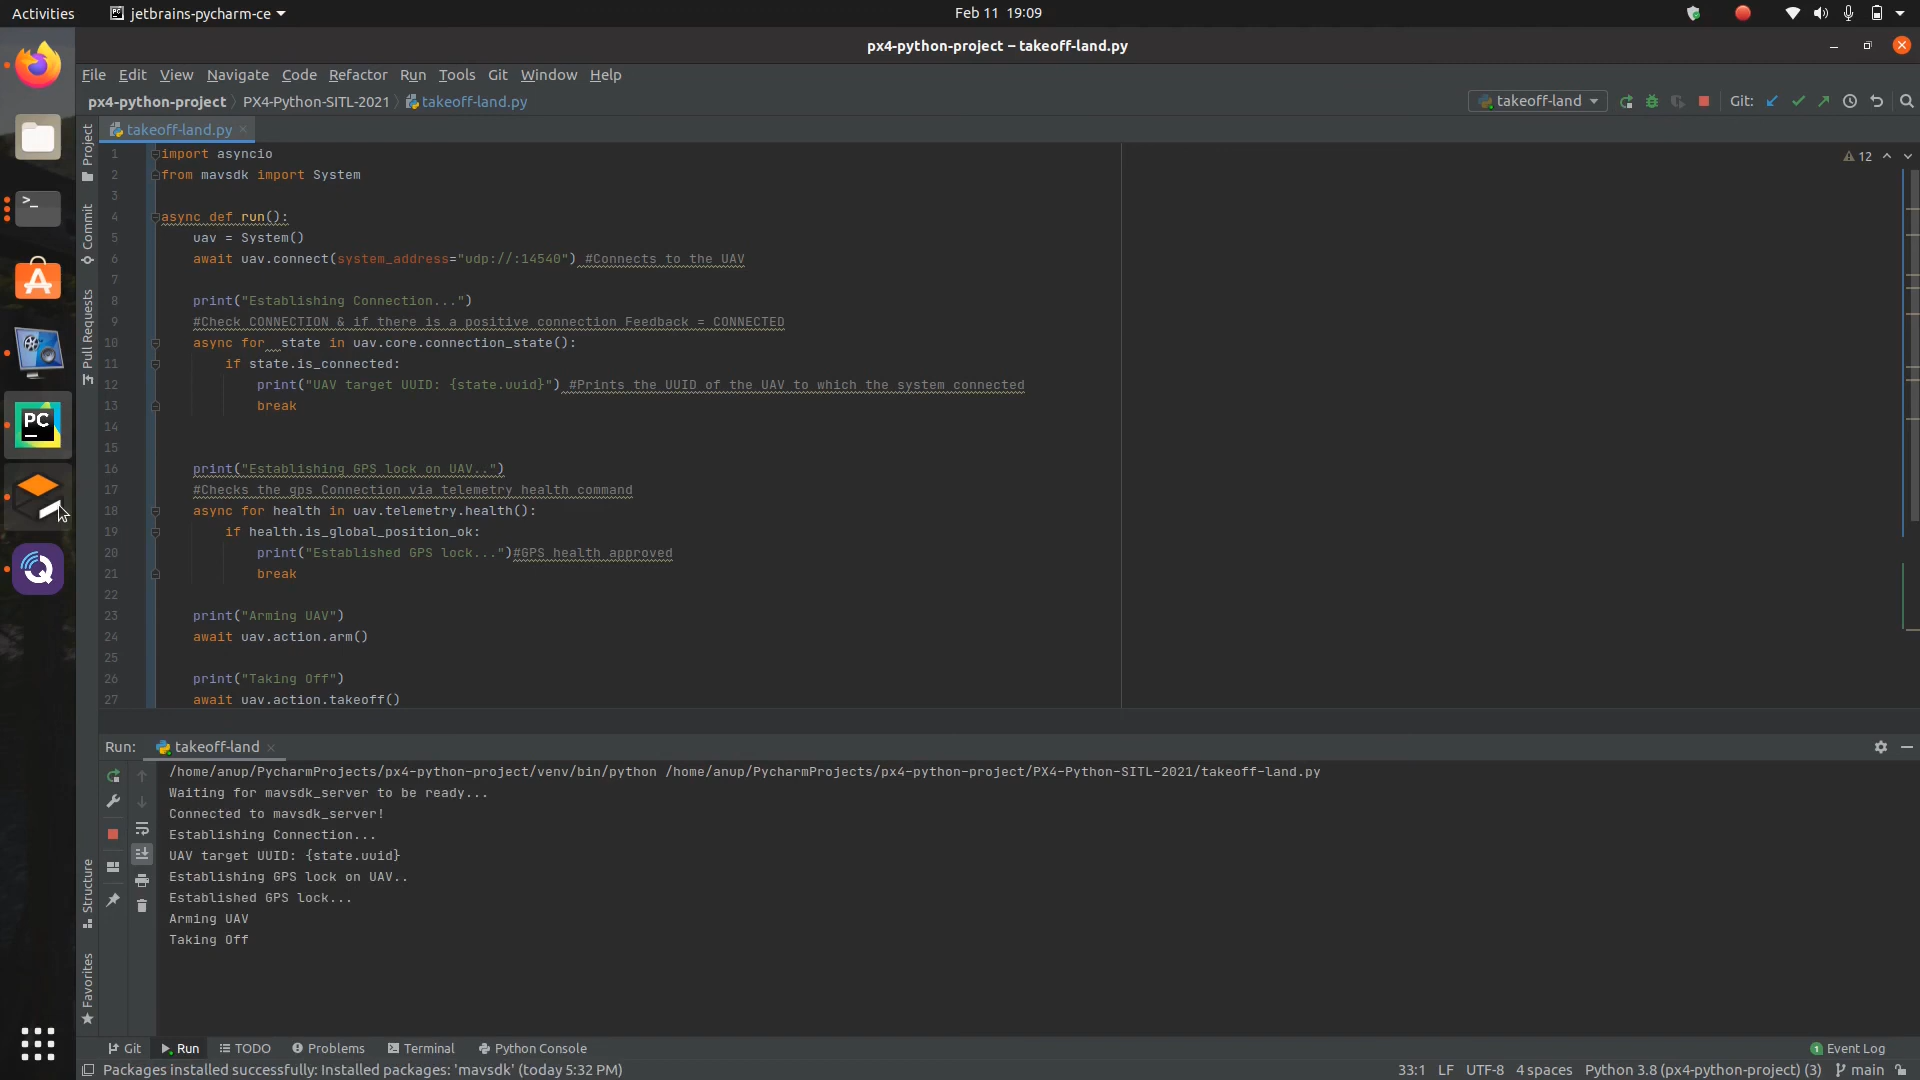 Activities jetbrains-pycharm-ce Feb 11 19:09
px4-python-project – takeoff-land.py
File Edit View Navigate Code Refactor Run Tools Git Window Help
px4-python-project PX4-Python-SITL-2021 takeoff-land.py takeoff-land Git:
takeoff-land.py
Project
Commit
Pull Requests
12
1 import asyncio
2 from mavsdk import System
3
4 async def run():
5 uav = System()
6 await uav.connect(system_address="udp://:14540") #Connects to the UAV
7
8 print("Establishing Connection...")
9 #Check CONNECTION & if there is a positive connection Feedback = CONNECTED
10 async for  state in uav.core.connection_state():
11 if state.is_connected:
12 print("UAV target UUID: {state.uuid}") #Prints the UUID of the UAV to which the system connected
13 break
14
15
16 print("Establishing GPS lock on UAV..")
17 #Checks the gps Connection via telemetry health command
18 async for health in uav.telemetry.health():
19 if health.is_global_position_ok:
20 print("Established GPS lock...")#GPS health approved
21 break
22
23 print("Arming UAV")
24 await uav.action.arm()
25
26 print("Taking Off")
27 await uav.action.takeoff()
Run: takeoff-land
/home/anup/PycharmProjects/px4-python-project/venv/bin/python /home/anup/PycharmProjects/px4-python-project/PX4-Python-SITL-2021/takeoff-land.py
Waiting for mavsdk_server to be ready...
Connected to mavsdk_server!
Establishing Connection...
UAV target UUID: {state.uuid}
Establishing GPS lock on UAV..
Established GPS lock...
Arming UAV
Taking Off
Structure
Favorites
Git Run TODO Problems Terminal Python Console 1 Event Log
Packages installed successfully: Installed packages: 'mavsdk' (today 5:32 PM) 33:1 LF UTF-8 4 spaces Python 3.8 (px4-python-project) (3) main